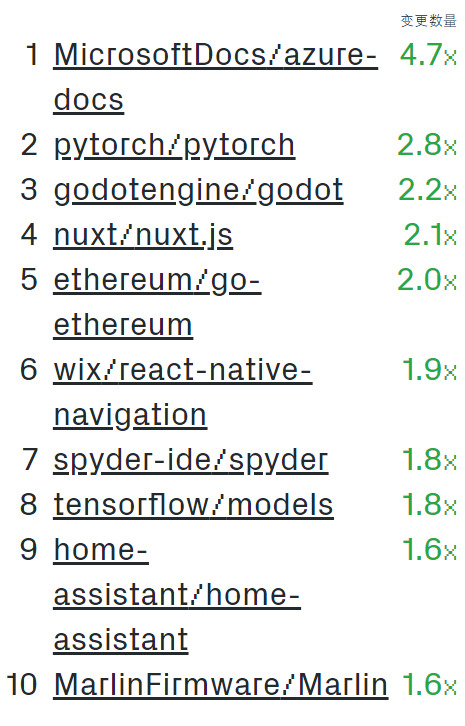 变更数量
1 MicrosoftDocs/azure- 4.7x
docs
2 pytorch/pytorch 2.8x
3 godotengine/godot 2.2x
4 nuxt/nuxt.js 2.1x
5 ethereum/go- 2.0x
ethereum
6 wix/react-native- 1.9x
navigation
7 spyder-ide/spyder 1.8x
8 tensorflow/models 1.8x
9 home- 1.6x
assistant/home-
assistant
10 MarlinFirmware/Marlin 1.6x